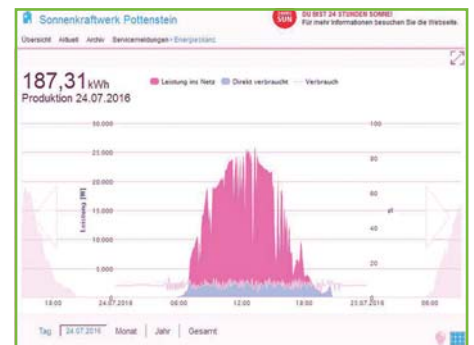 Sonnenkraftwerk Pottenstein
SUN
DU BIST 24 STUNDEN SONNE!
Für mehr Informationen besuchen Sie die Webseite.
Übersicht Aktuell Archiv Servicemeldungen Energiebilanz
187,31 kWh
Produktion 24.07.2016
Leistung ins Netz Direkt verbraucht Verbrauch
30.000 100
25.000 80
20.000 60
15.000
40
10.000
20
5.000
0
Leistung [W]
%
18:00 24.07.2016 06:00 12:00 18:00 25.07.2016 06:00
Tag 24.07.2016 Monat Jahr Gesamt